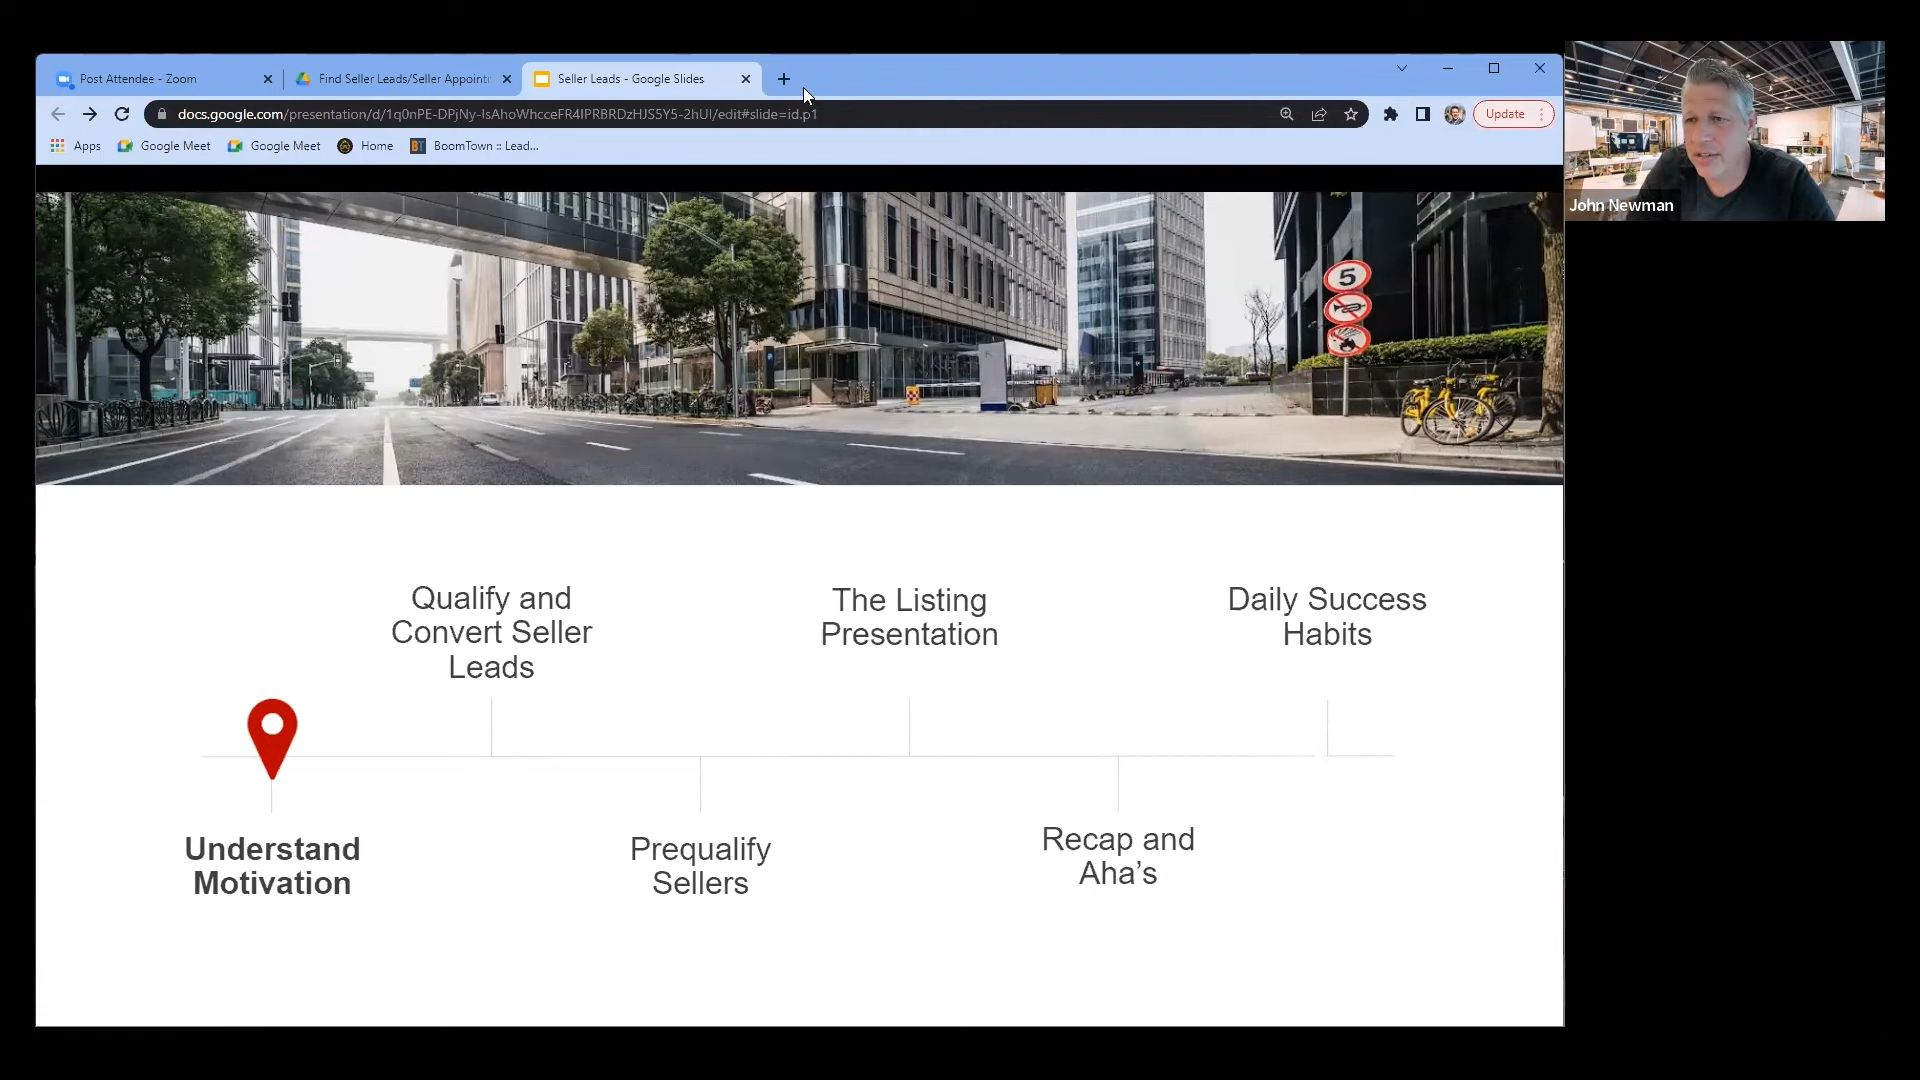 Post Attendee - Zoom
Find Seller Leads/Seller Appointr
Seller Leads - Google Slides
docs.google.com/presentation/d/1q0nPE-DPjNy-IsAhoWhcceFR4IPRBRDzHJS5Y5-2hUI/edit#slide=id.p1
Update
Apps
Google Meet
Google Meet
Home
BT
BoomTown :: Lead...
John Newman
5
Qualify and
Convert Seller
Leads
The Listing
Presentation
Daily Success
Habits
Understand
Motivation
Prequalify
Sellers
Recap and
Aha’s